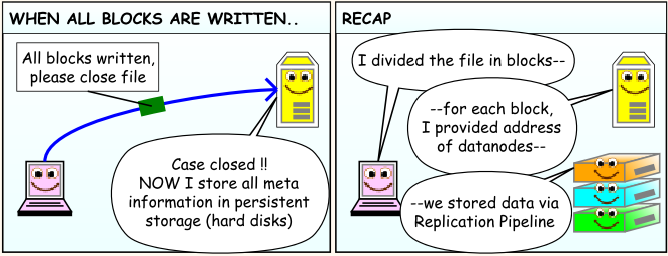 WHEN ALL BLOCKS ARE WRITTEN..
All blocks written,
please close file
Case closed !!
NOW I store all meta
information in persistent
storage (hard disks)
RECAP
I divided the file in blocks--
--for each block,
I provided address
of datanodes--
--we stored data via
Replication Pipeline